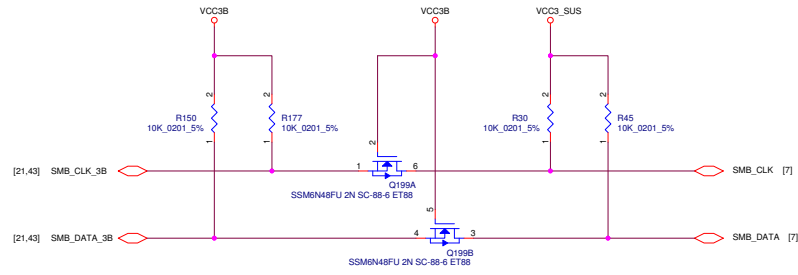 VCC3B
VCC3B
VCC3_SUS
2
2
2
2
R150
10K_0201_5%
R177
10K_0201_5%
R30
10K_0201_5%
R45
10K_0201_5%
1
1
1
1
2
[21,43] SMB_CLK_3B
1
6
SMB_CLK [7]
Q199A
SSM6N48FU 2N SC-88-6 ET88
5
[21,43] SMB_DATA_3B
4
3
SMB_DATA [7]
Q199B
SSM6N48FU 2N SC-88-6 ET88